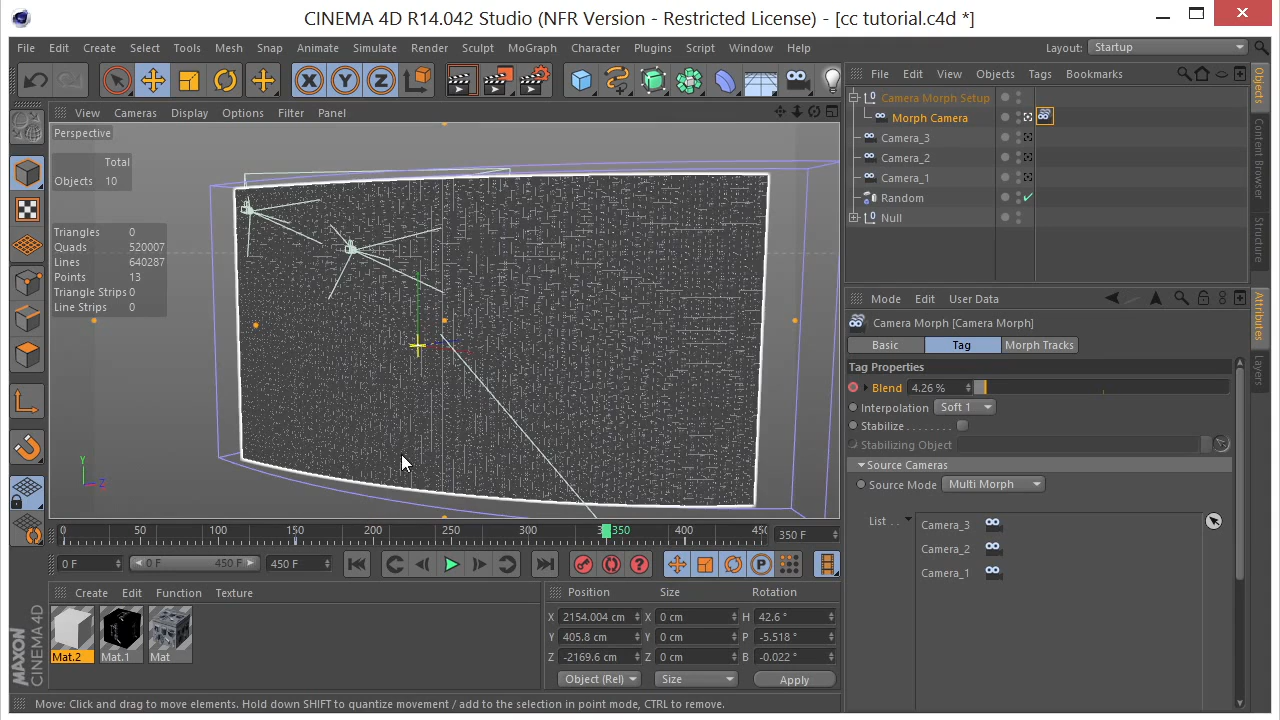 CINEMA 4D R14.042 Studio (NFR Version - Restricted License) - [cc tutorial.c4d *]
File Edit Create Select Tools Mesh Snap Animate Simulate Render Sculpt MoGraph Character Plugins Script Window Help Layout: Startup
X Y Z
File Edit View Objects Tags Bookmarks
View Cameras Display Options Filter Panel
Perspective
Total
Objects 10
Triangles 0
Quads 520007
Lines 640287
Points 13
Triangle Strips 0
Line Strips 0
Y
Z
Camera Morph Setup
Morph Camera
Camera_3
Camera_2
Camera_1
Random
Null
Objects
Content Browser
Structure
Attributes
Layers
Mode Edit User Data
Camera Morph [Camera Morph]
Basic Tag Morph Tracks
Tag Properties
Blend 4.26 %
Interpolation Soft 1
Stabilize . . . . . . . .
Stabilizing Object
Source Cameras
Source Mode Multi Morph
List . . Camera_3
Camera_2
Camera_1
0 50 100 150 200 250 300 350 400 450 350 F
0 F 0 F 450 F 450 F
P
Create Edit Function Texture
Mat.2 Mat.1 Mat
Position Size Rotation
X 2154.004 cm X 0 cm H 42.6 °
Y 405.8 cm Y 0 cm P -5.518 °
Z -2169.6 cm Z 0 cm B -0.022 °
Object (Rel) Size Apply
MAXON
CINEMA 4D
Move: Click and drag to move elements. Hold down SHIFT to quantize movement / add to the selection in point mode, CTRL to remove.